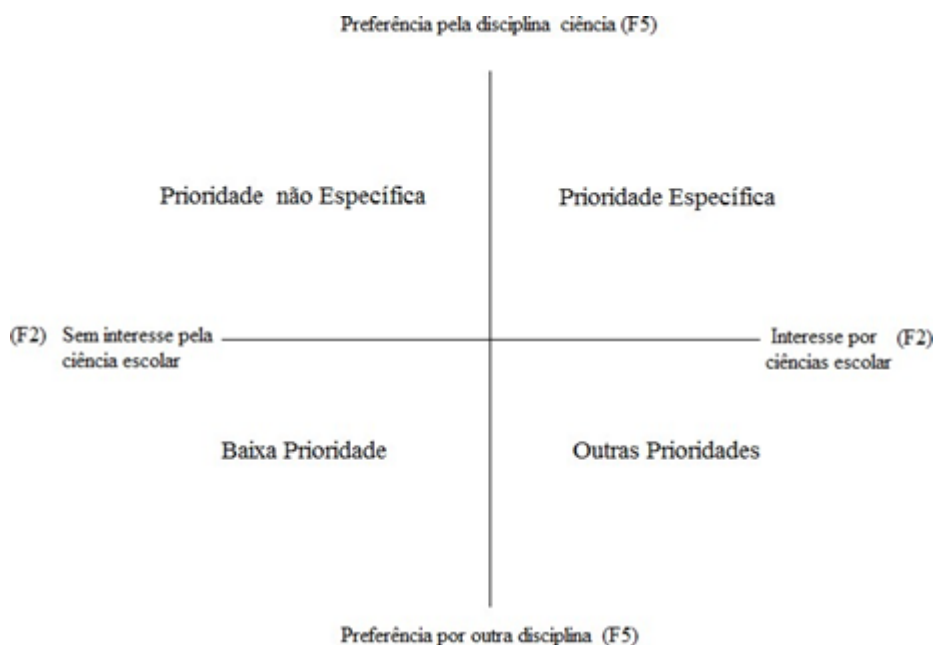 Preferência pela disciplina ciência (F5)
Prioridade não Específica
Prioridade Específica
(F2) Sem interesse pela
ciência escolar
Interesse por (F2)
ciências escolar
Baixa Prioridade
Outras Prioridades
Preferência por outra disciplina (F5)